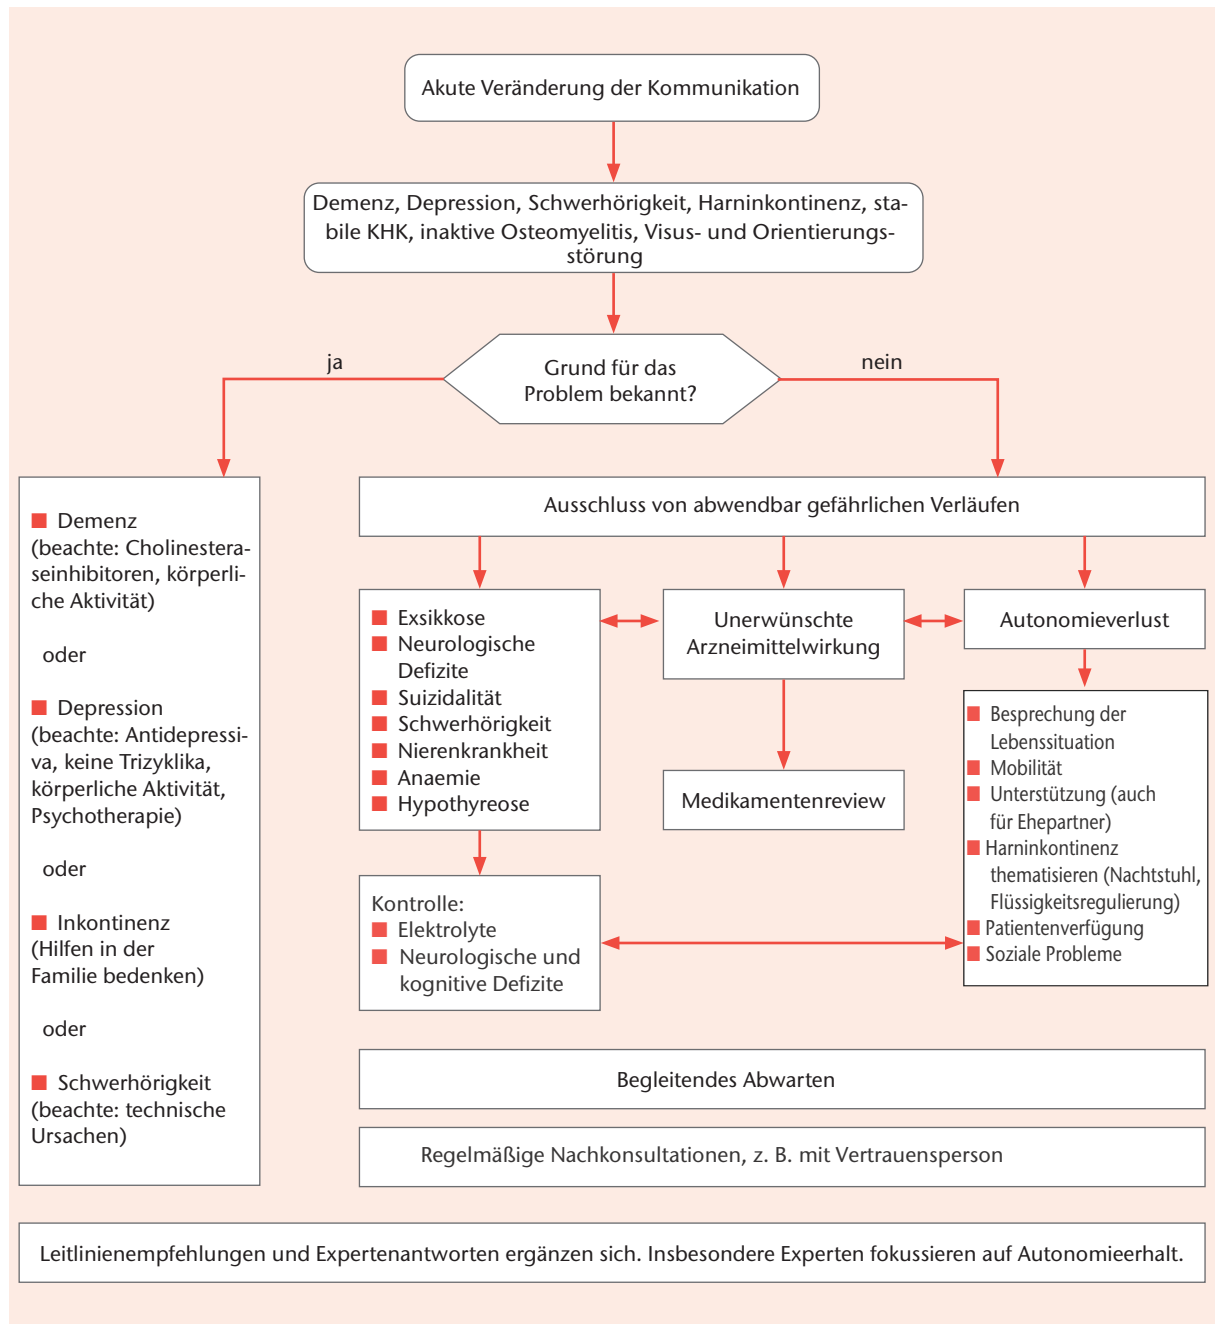 Akute Veränderung der Kommunikation
Demenz, Depression, Schwerhörigkeit, Harninkontinenz, sta-
bile KHK, inaktive Osteomyelitis, Visus- und Orientierungs-
störung
ja
Grund für das
Problem bekannt?
nein
Demenz
(beachte: Cholinestera-
seinhibitoren, körperli-
che Aktivität)
oder
Depression
(beachte: Antidepressi-
va, keine Trizyklika,
körperliche Aktivität,
Psychotherapie)
oder
Inkontinenz
(Hilfen in der
Familie bedenken)
oder
Schwerhörigkeit
(beachte: technische
Ursachen)
Ausschluss von abwendbar gefährlichen Verläufen
Exsikkose
Neurologische
Defizite
Suizidalität
Schwerhörigkeit
Nierenkrankheit
Anaemie
Hypothyreose
Unerwünschte
Arzneimittelwirkung
Autonomieverlust
Medikamentenreview
Besprechung der
Lebenssituation
Mobilität
Unterstützung (auch
für Ehepartner)
Harninkontinenz
thematisieren (Nachtstuhl,
Flüssigkeitsregulierung)
Patientenverfügung
Soziale Probleme
Kontrolle:
Elektrolyte
Neurologische und
kognitive Defizite
Begleitendes Abwarten
Regelmäßige Nachkonsultationen, z. B. mit Vertrauensperson
Leitlinienempfehlungen und Expertenantworten ergänzen sich. Insbesondere Experten fokussieren auf Autonomieerhalt.